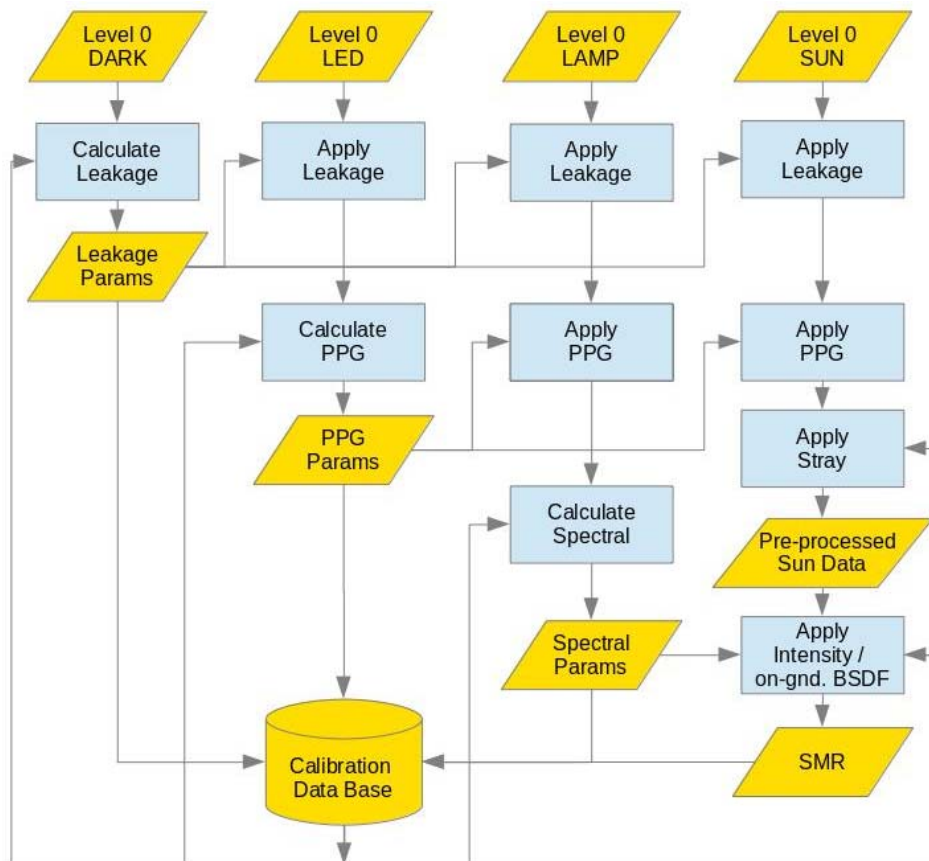 Level 0
DARK
Level 0
LED
Level 0
LAMP
Level 0
SUN
Calculate
Leakage
Apply
Leakage
Apply
Leakage
Apply
Leakage
Leakage
Params
Calculate
PPG
Apply
PPG
Apply
PPG
PPG
Params
Apply
Stray
Calculate
Spectral
Pre-processed
Sun Data
Spectral
Params
Apply
Intensity /
on-gnd. BSDF
Calibration
Data Base
SMR